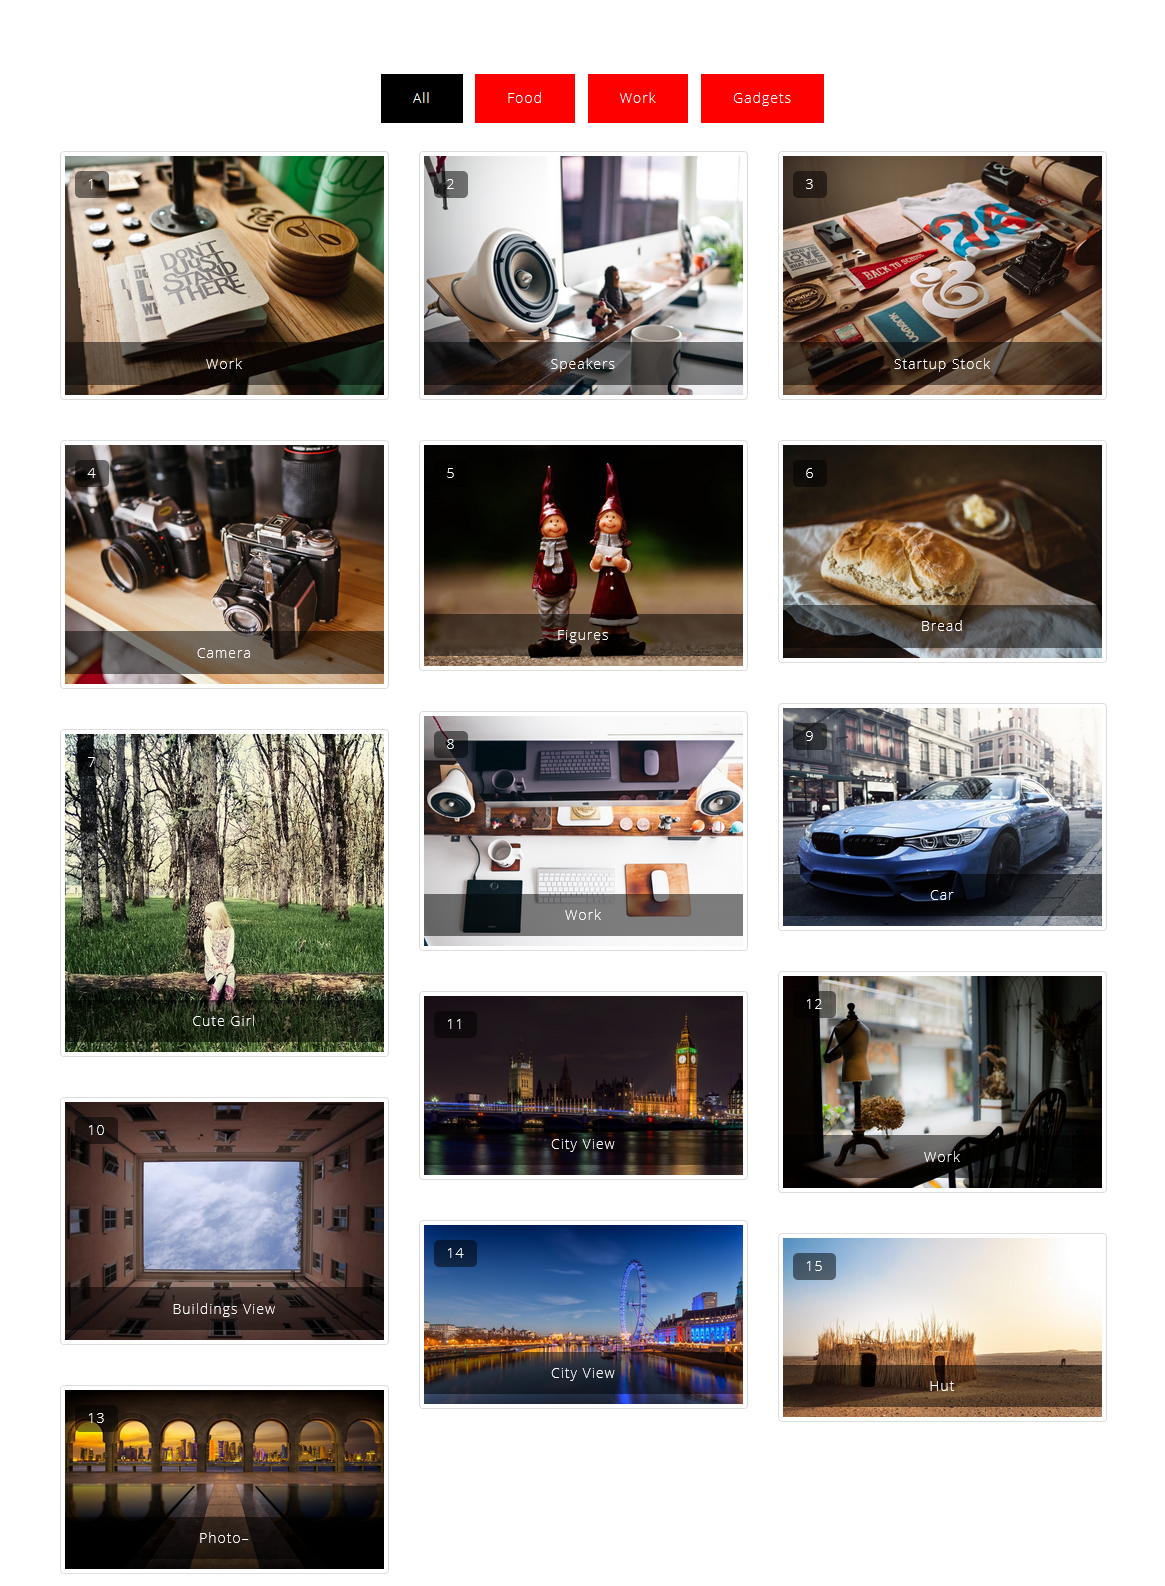 All
Food
Work
Gadgets
1
DON'T
JUST
STAND
THERE
Work
2
Speakers
3
BACK TO SCHOOL
Startup Stock
4
Camera
5
Figures
6
Bread
7
Cute Girl
8
Work
9
Car
10
Buildings View
11
City View
12
Work
13
Photo–
14
City View
15
Hut